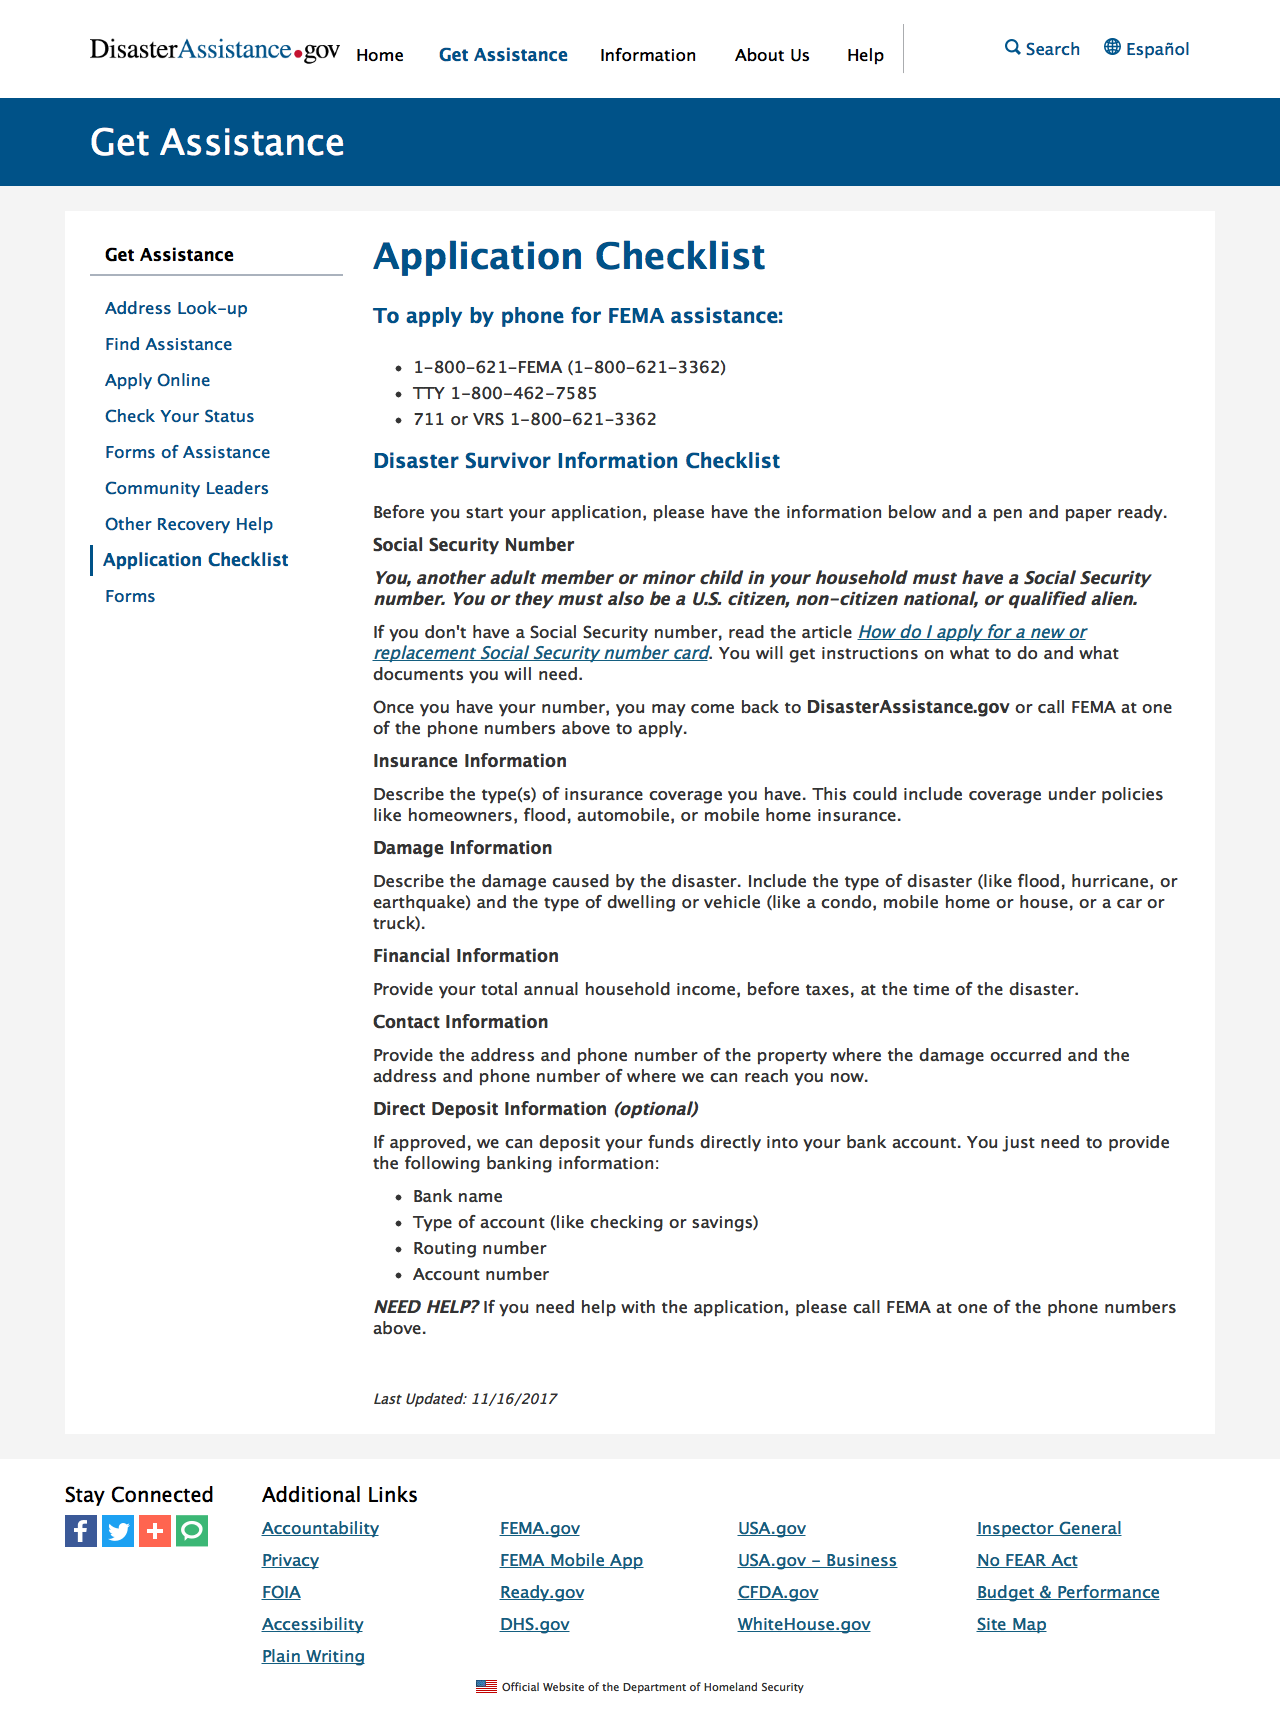 DisasterAssistance.gov
Home
Get Assistance
Information
About Us
Help
Search
Español
Get Assistance
Get Assistance
Address Look-up
Find Assistance
Apply Online
Check Your Status
Forms of Assistance
Community Leaders
Other Recovery Help
Application Checklist
Forms
Application Checklist
To apply by phone for FEMA assistance:
• 1-800-621-FEMA (1-800-621-3362)
• TTY 1-800-462-7585
• 711 or VRS 1-800-621-3362
Disaster Survivor Information Checklist
Before you start your application, please have the information below and a pen and paper ready.
Social Security Number
You, another adult member or minor child in your household must have a Social Security
number. You or they must also be a U.S. citizen, non-citizen national, or qualified alien.
If you don't have a Social Security number, read the article How do I apply for a new or
replacement Social Security number card. You will get instructions on what to do and what
documents you will need.
Once you have your number, you may come back to DisasterAssistance.gov or call FEMA at one
of the phone numbers above to apply.
Insurance Information
Describe the type(s) of insurance coverage you have. This could include coverage under policies
like homeowners, flood, automobile, or mobile home insurance.
Damage Information
Describe the damage caused by the disaster. Include the type of disaster (like flood, hurricane, or
earthquake) and the type of dwelling or vehicle (like a condo, mobile home or house, or a car or
truck).
Financial Information
Provide your total annual household income, before taxes, at the time of the disaster.
Contact Information
Provide the address and phone number of the property where the damage occurred and the
address and phone number of where we can reach you now.
Direct Deposit Information (optional)
If approved, we can deposit your funds directly into your bank account. You just need to provide
the following banking information:
• Bank name
• Type of account (like checking or savings)
• Routing number
• Account number
NEED HELP? If you need help with the application, please call FEMA at one of the phone numbers
above.
Last Updated: 11/16/2017
Stay Connected
Additional Links
Accountability
Privacy
FOIA
Accessibility
Plain Writing
FEMA.gov
FEMA Mobile App
Ready.gov
DHS.gov
USA.gov
USA.gov - Business
CFDA.gov
WhiteHouse.gov
Inspector General
No FEAR Act
Budget & Performance
Site Map
Official Website of the Department of Homeland Security